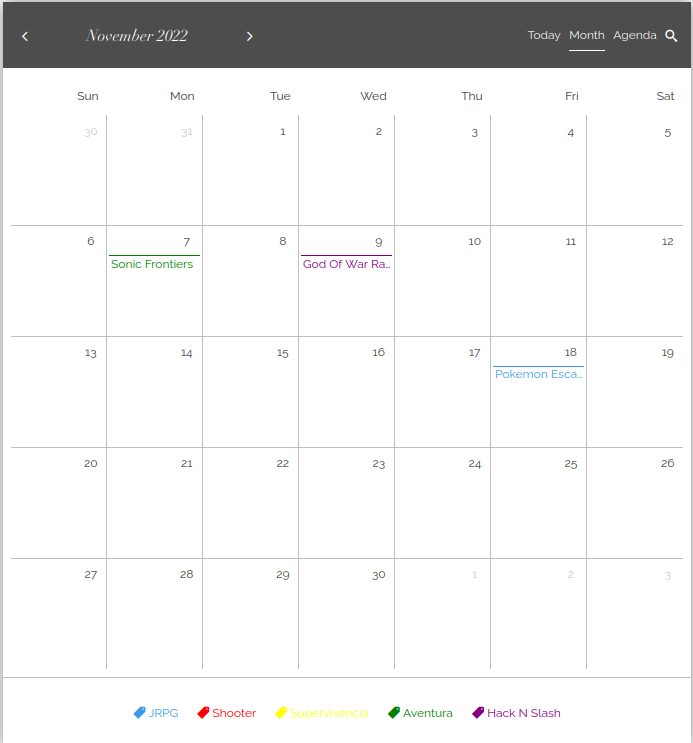 November 2022 Today Month Agenda
Sun Mon Tue Wed Thu Fri Sat
30 31 1 2 3 4 5
6 7 8 9 10 11 12
Sonic Frontiers God Of War Ra...
13 14 15 16 17 18 19
Pokemon Esca...
20 21 22 23 24 25 26
27 28 29 30 1 2 3
JRPG Shooter Supervivencia Aventura Hack N Slash